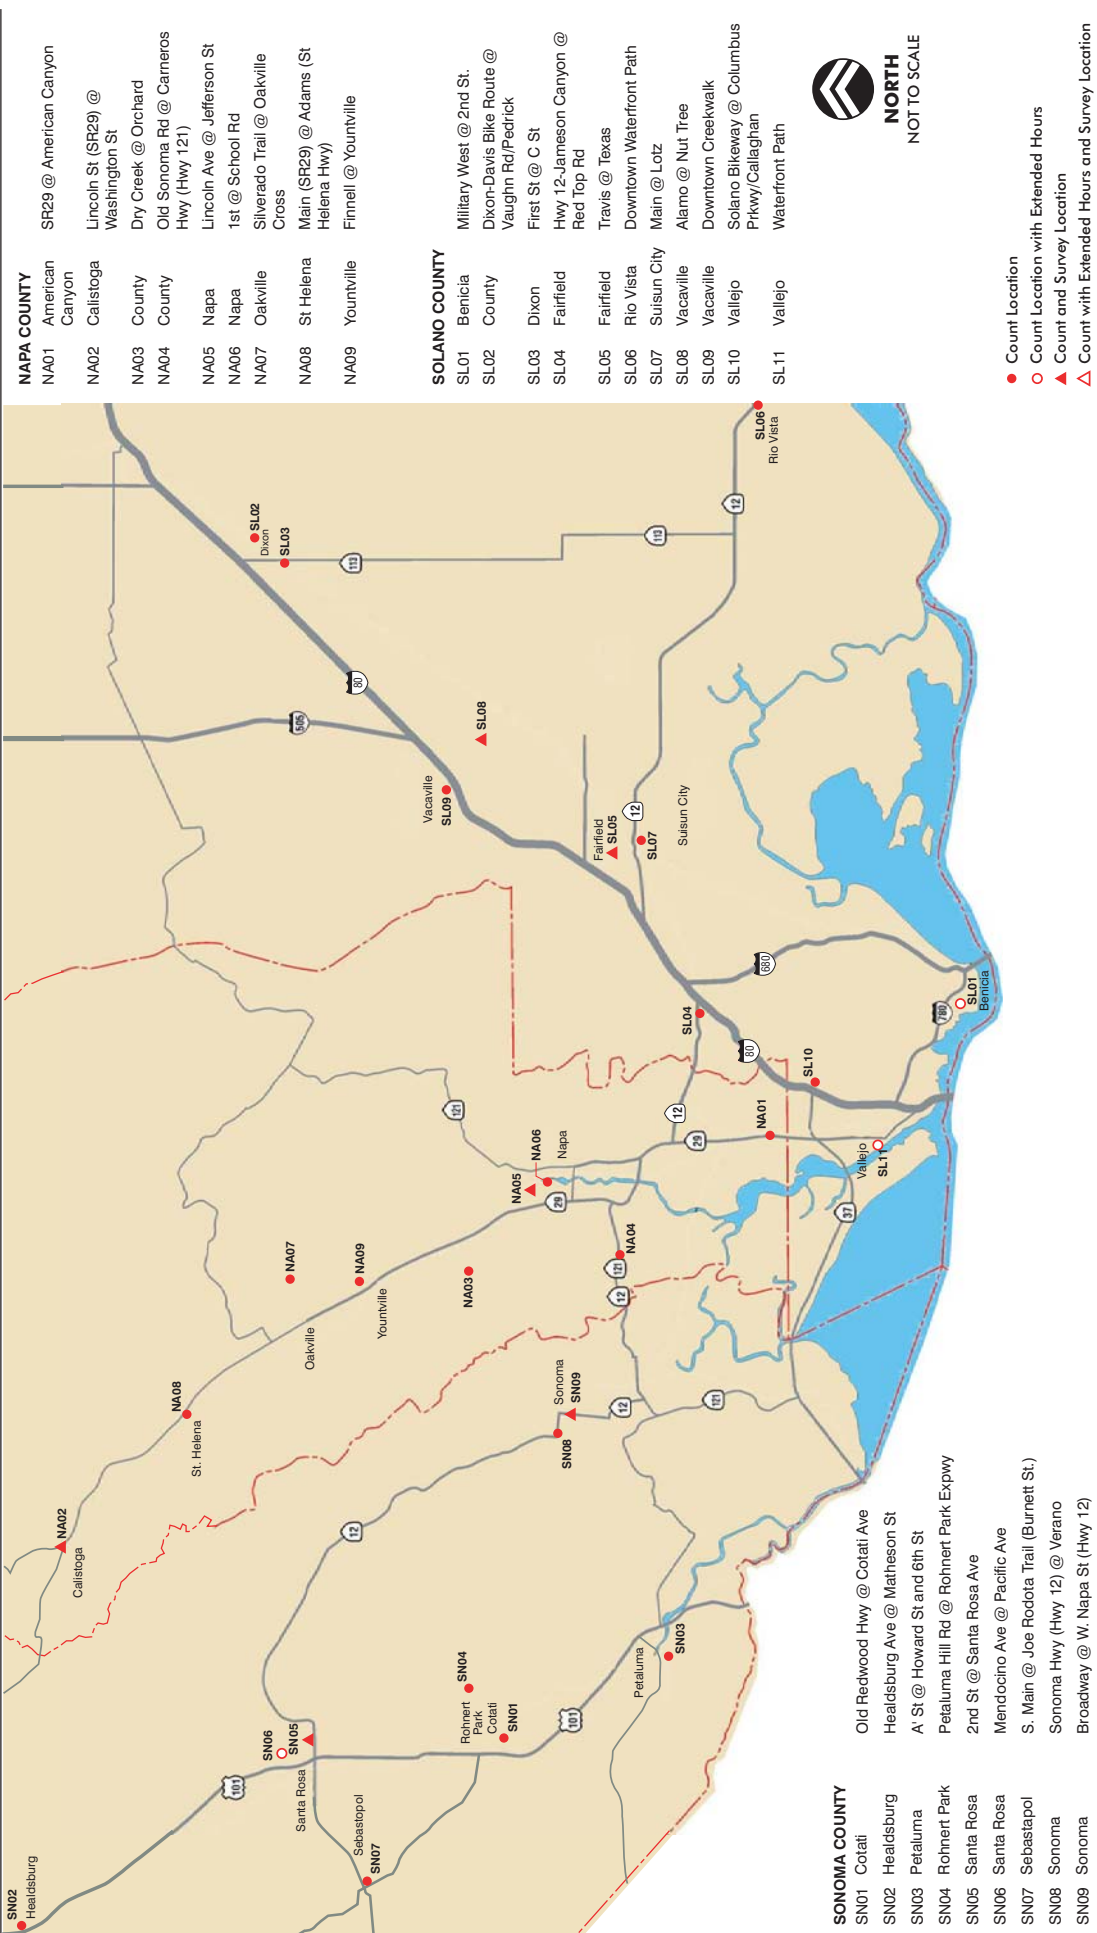 NAPA COUNTY
NA01 American Canyon SR29 @ American Canyon
NA02 Calistoga Lincoln St (SR29) @ Washington St
NA03 County Dry Creek @ Orchard
NA04 County Old Sonoma Rd @ Carneros Hwy (Hwy 121)
NA05 Napa Lincoln Ave @ Jefferson St
NA06 Napa 1st @ School Rd
NA07 Oakville Silverado Trail @ Oakville Cross
NA08 St Helena Main (SR29) @ Adams (St Helena Hwy)
NA09 Yountville Finnell @ Yountville
SOLANO COUNTY
SL01 Benicia Military West @ 2nd St.
SL02 County Dixon-Davis Bike Route @ Vaughn Rd/Pedrick
SL03 Dixon First St @ C St
SL04 Fairfield Hwy 12-Jameson Canyon @ Red Top Rd
SL05 Fairfield Travis @ Texas
SL06 Rio Vista Downtown Waterfront Path
SL07 Suisun City Main @ Lotz
SL08 Vacaville Alamo @ Nut Tree
SL09 Vacaville Downtown Creekwalk
SL10 Vallejo Solano Bikeway @ Columbus Prkwy/Callaghan
SL11 Vallejo Waterfront Path
NORTH
NOT TO SCALE
Count Location
Count Location with Extended Hours
Count and Survey Location
Count with Extended Hours and Survey Location
SONOMA COUNTY
SN01 Cotati Old Redwood Hwy @ Cotati Ave
SN02 Healdsburg Healdsburg Ave @ Matheson St
SN03 Petaluma A' St @ Howard St and 6th St
SN04 Rohnert Park Petaluma Hill Rd @ Rohnert Park Expwy
SN05 Santa Rosa 2nd St @ Santa Rosa Ave
SN06 Santa Rosa Mendocino Ave @ Pacific Ave
SN07 Sebastapol S. Main @ Joe Rodota Trail (Burnett St.)
SN08 Sonoma Sonoma Hwy (Hwy 12) @ Verano
SN09 Sonoma Broadway @ W. Napa St (Hwy 12)
SN02
Healdsburg
101
SN06
SN05
Santa Rosa
Sebastopol
SN07
SN04
Rohnert
Park
Cotati
SN01
101
Petaluma
SN03
12
SN08
Sonoma
SN09
12
121
NA02
Calistoga
NA08
St. Helena
NA07
Oakville
NA09
Yountville
NA03
NA05
NA06
Napa
29
NA04
121
12
121
12
29
NA01
37
Vallejo
SL11
SL10
80
SL04
680
780
SL01
Benicia
Fairfield
SL05
12
SL07
Suisun City
Vacaville
SL09
SL08
505
80
SL02
Dixon
SL03
113
113
12
SL06
Rio Vista